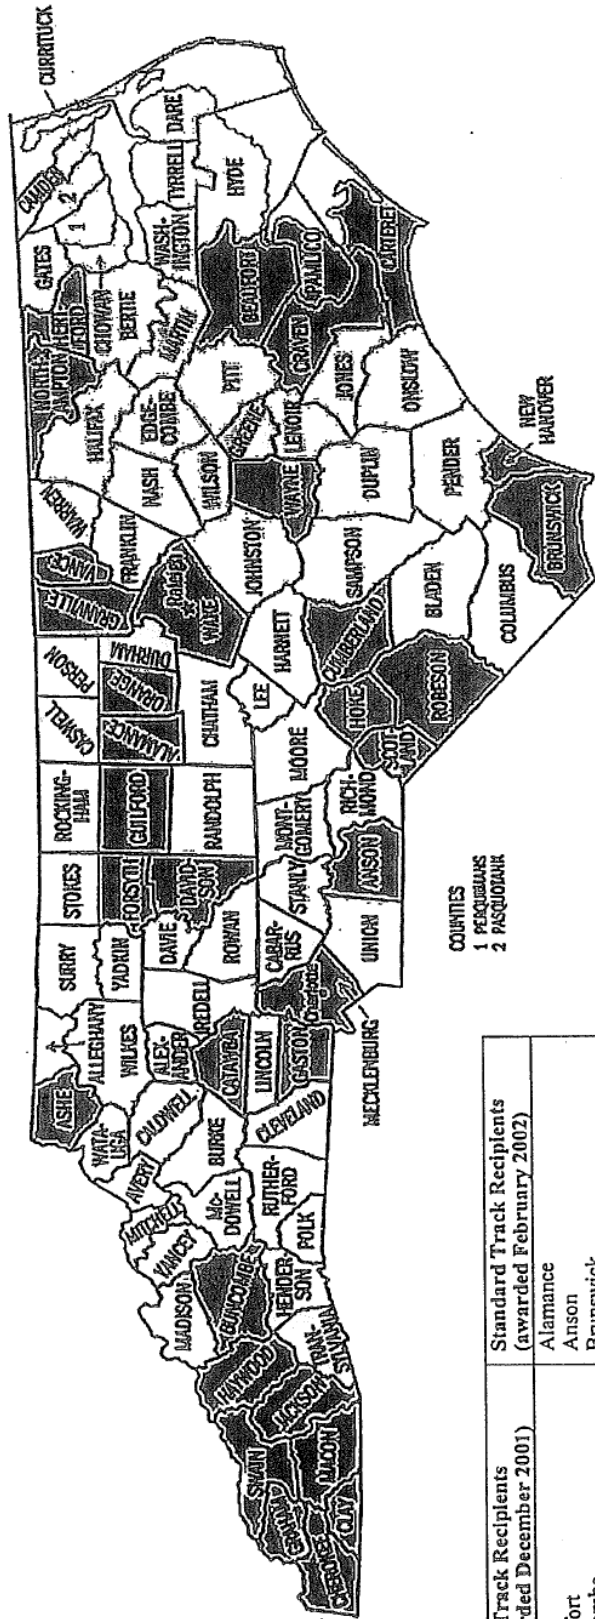 CURRITUCK
CAMDEN
GATES
2
1
DARE
TYRRELL
HYDE
WASH-
INGTON
CHOWAN
BERTIE
MARTIN
NORTH-
AMPTON
HERT
FORD
HALIFAX
EDGE-
COMBE
PITT
BEAUFORT
PAMLICO
CRAVEN
CARTERET
JONES
ONSLOW
LENOIR
GREENE
WARREN
NASH
WILSON
WAYNE
DUPLIN
PENDER
NEW
HANOVER
BRUNSWICK
VANCE
FRANKLIN
GRANVILLE
Raleigh
WAKE
JOHNSTON
SAMPSON
BLADEN
COLUMBUS
PERSON
DURHAM
ORANGE
HARNETT
CUMBERLAND
ROBESON
CASWELL
ALAMANCE
CHATHAM
LEE
HOKE
SCOT-
LAND
MOORE
ROCKING-
HAM
GUILFORD
RANDOLPH
MONT-
GOMERY
RICH-
MOND
STOKES
FORSYTH
DAVID-
SON
STANLY
ANSON
SURRY
YADKIN
DAVIE
ROWAN
CABAR-
RUS
UNION
ALLEGHANY
WILKES
ALEX-
ANDER
IREDELL
CATAWBA
LINCOLN
GASTON
Charlotte
MECKLENBURG
ASHE
WATA-
UGA
CALDWELL
BURKE
CLEVELAND
AVERY
MITCHELL
YANCEY
Mc-
DOWELL
RUTHER-
FORD
POLK
MADISON
BUNCOMBE
HENDER-
SON
HAYWOOD
TRAN-
SYLVANIA
JACKSON
SWAIN
MACON
GRAHAM
CLAY
CHEROKEE
COUNTIES
1 PERQUIMANS
2 PASQUOTANK
Track Recipients
ded December 2001)
Standard Track Recipients
(awarded February 2002)
ort
mbe
Alamance
Anson
Brunswick